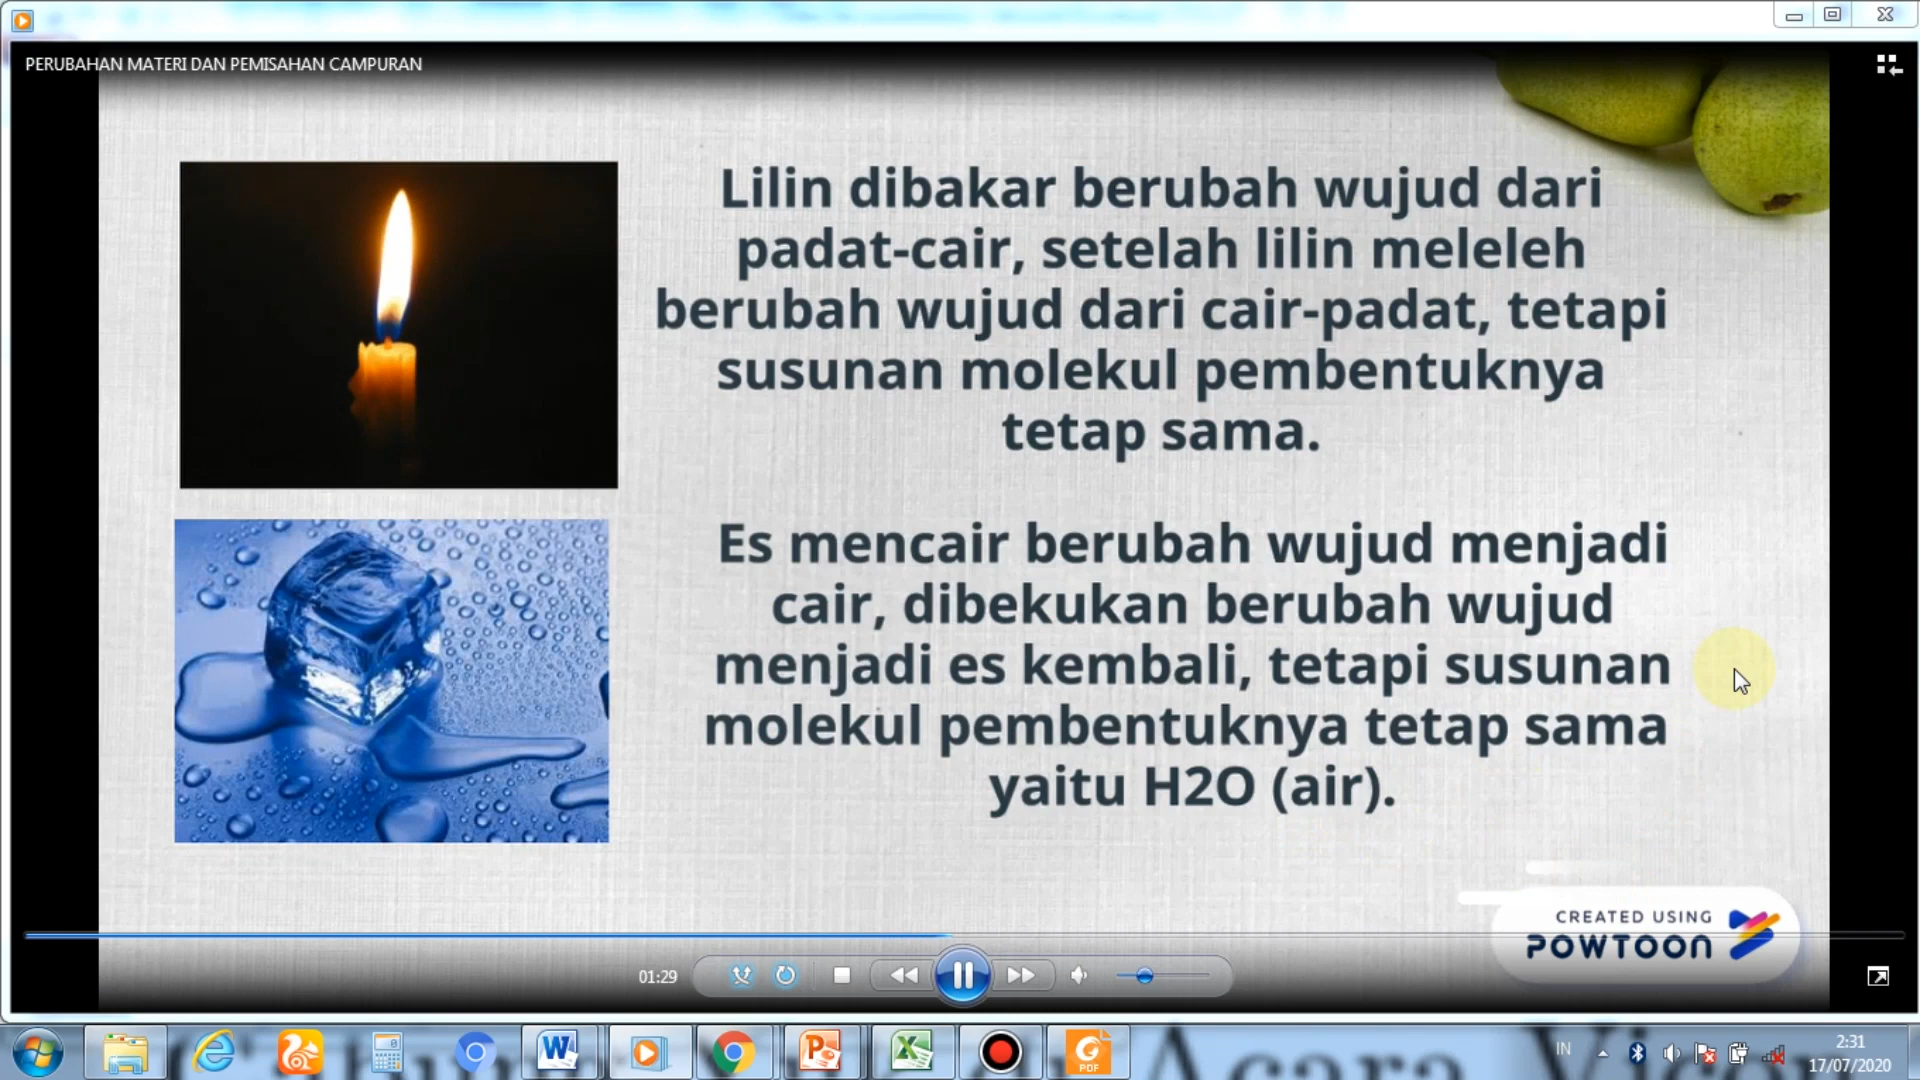 PERUBAHAN MATERI DAN PEMISAHAN CAMPURAN
Lilin dibakar berubah wujud dari
padat-cair, setelah lilin meleleh
berubah wujud dari cair-padat, tetapi
susunan molekul pembentuknya
tetap sama.
Es mencair berubah wujud menjadi
cair, dibekukan berubah wujud
menjadi es kembali, tetapi susunan
molekul pembentuknya tetap sama
yaitu H2O (air).
CREATED USING
POWTOON
01:29
PDF
IN
2:31
17/07/2020